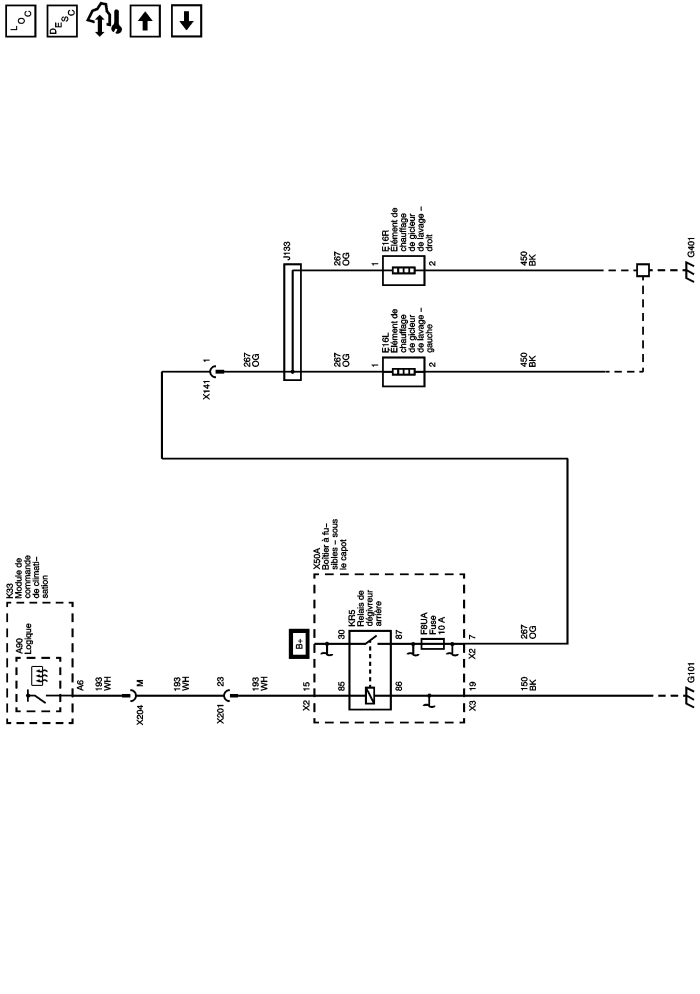 LOC
DESC
K33
Module de
commande
de climati–
sation
A90
Logique
A6
193
WH
M
X204
193
WH
23
X201
193
WH
B+
X50A
Boîtier à fu–
sibles – sous
le capot
15
X2
85
30
KR5
Relais de
dégivreur
arrière
86
87
F8UA
Fuse
10 A
19
X3
7
X2
150
BK
G101
267
OG
1
X141
267
OG
J133
267
OG
267
OG
E16L
Elément de
chauffage
de gicleur
de lavage –
gauche
1
2
E16R
Elément de
chauffage
de gicleur
de lavage –
droit
1
2
450
BK
450
BK
G401